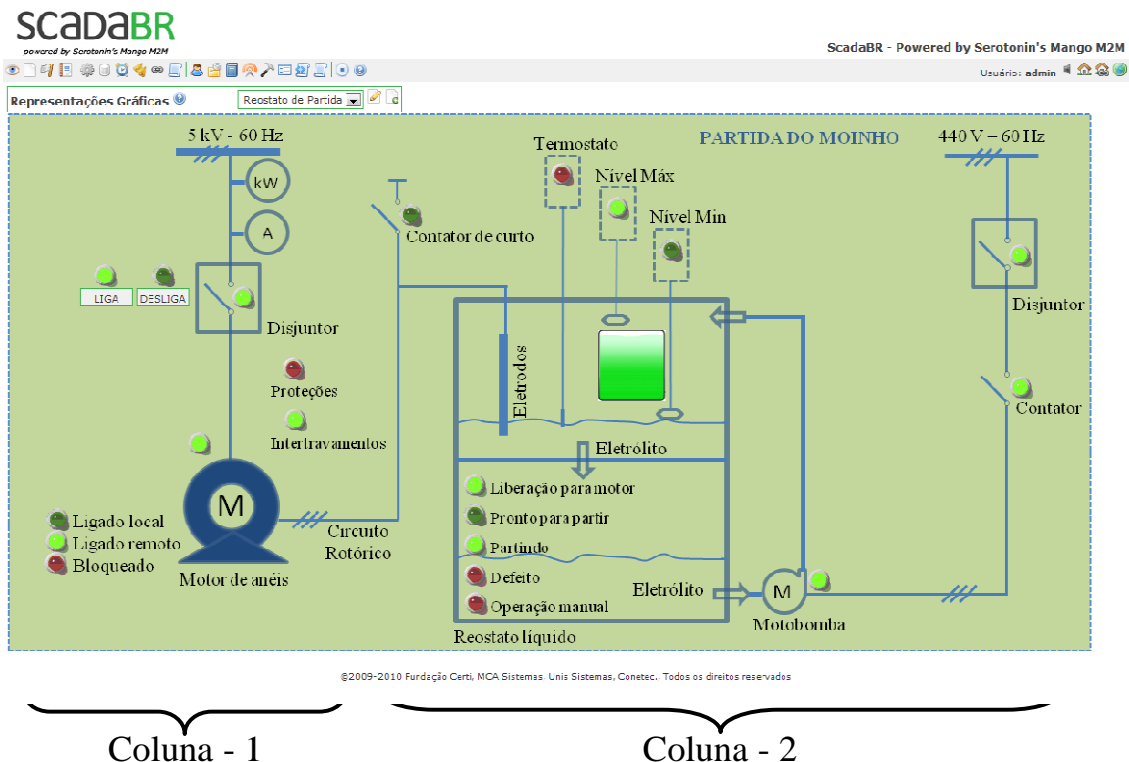 SCADABR
powered by Serotonin's Mango M2M
ScadaBR - Powered by Serotonin's Mango M2M
Usuário: admin
Representações Gráficas
Reostato de Partida
5 kV - 60 Hz
kW
A
LIGA
DESLIGA
Disjuntor
Proteções
Intertravamentos
M
Ligado local
Ligado remoto
Bloqueado
Motor de anéis
Circuito
Rotórico
Contator de curto
Termostato
Nível Máx
Nível Min
PARTIDA DO MOINHO
440 V – 60 Hz
Disjuntor
Contator
Eletrodos
Eletrólito
Liberação para motor
Pronto para partir
Partindo
Defeito
Operação manual
Eletrólito
M
Motobomba
Reostato líquido
©2009-2010 Fundação Certi, MCA Sistemas, Unis Sistemas, Conetec. Todos os direitos reservados
Coluna - 1
Coluna - 2